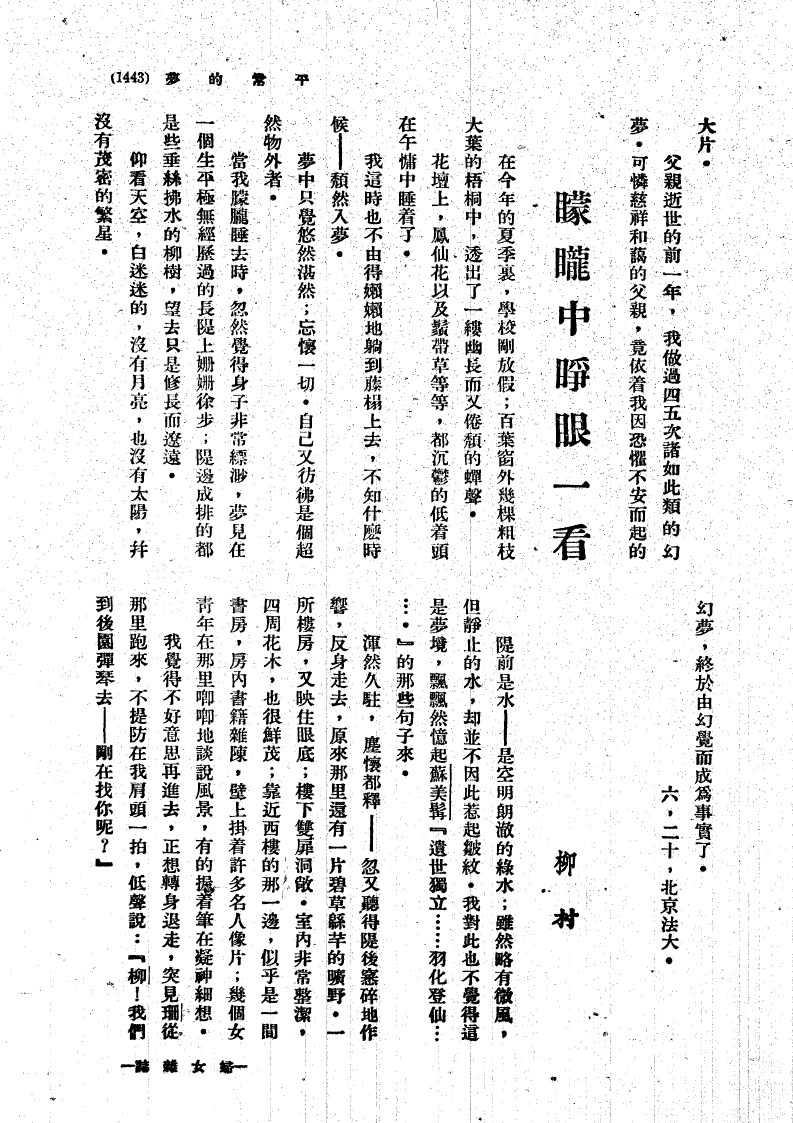 平常的夢 (1443)
大片。
父親逝世的前一年，我做過四五次諸如此類的幻
夢。可憐慈祥和藹的父親，竟依着我因恐懼不安而起的
幻夢，終於由幻覺而成爲事實了。
六，二十，北京法大。
矇矓中睜眼一看
柳村
在今年的夏季裏，學校剛放假；百葉窗外幾棵粗枝
大葉的梧桐中，透出了一縷幽長而又倦頹的蟬聲。
花壇上，鳳仙花以及鬚帶草等等，都沉鬱的低着頭
在午慵中睡着了。
我這時也不由得嬾嬾地躺到藤榻上去，不知什麽時
候——頹然入夢。
夢中只覺悠然湛然；忘懷一切。自己又彷彿是個超
然物外者。
當我朦朧睡去時，忽然覺得身子非常縹渺，夢見在
一個生平極無經歷過的長隄上姍姍徐步；隄邊成排的都
是些垂絲拂水的柳樹，望去只是修長而遼遠。
仰看天空，白迷迷的，沒有月亮，也沒有太陽，幷
沒有茂密的繁星。
隄前是水——是空明朗澈的綠水；雖然略有微風，
但靜止的水，却並不因此惹起皺紋。我對此也不覺得這
是夢境，飄飄然憶起蘇美髯『遺世獨立……羽化登仙…
…。』的那些句子來。
渾然久駐，塵懷都釋——忽又聽得隄後窸碎地作
響，反身走去，原來那里還有一片碧草緜芊的曠野。一
所樓房，又映住眼底；樓下雙扉洞敞。室內非常整潔，
四周花木，也很鮮茂；靠近西樓的那一邊，似乎是一間
書房，房內書籍雜陳，壁上掛着許多名人像片；幾個女
靑年在那里啣啣地談說風景，有的握着筆在凝神細想。
我覺得不好意思再進去，正想轉身退走，突見珊從
那里跑來，不提防在我肩頭一拍，低聲說：『柳！我們
到後園彈琴去——剛在找你呢？』
婦女雜誌